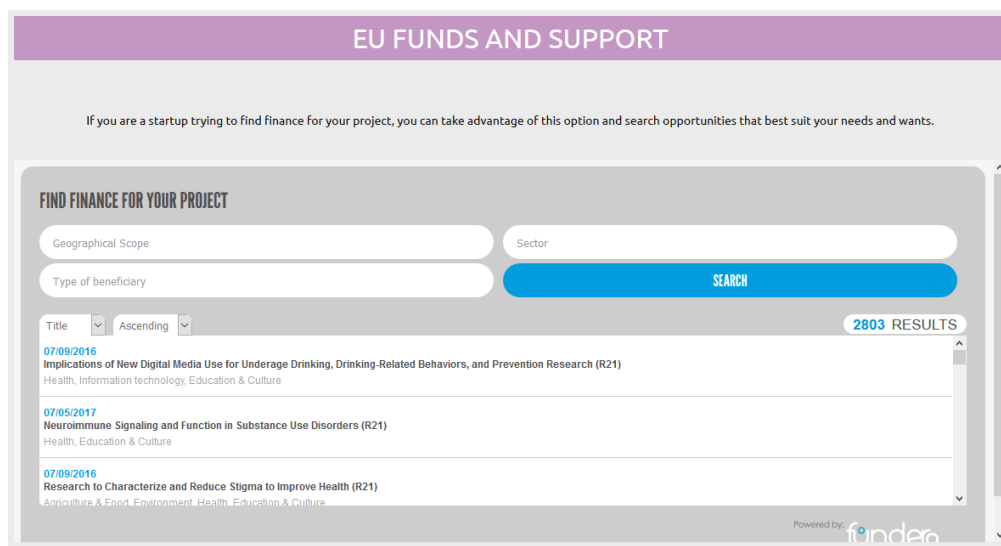 EU FUNDS AND SUPPORT
If you are a startup trying to find finance for your project, you can take advantage of this option and search opportunities that best suit your needs and wants.
FIND FINANCE FOR YOUR PROJECT
Geographical Scope
Sector
Type of beneficiary
SEARCH
Title
Ascending
2803 RESULTS
07/09/2016
Implications of New Digital Media Use for Underage Drinking, Drinking-Related Behaviors, and Prevention Research (R21)
Health, Information technology, Education & Culture
07/05/2017
Neuroimmune Signaling and Function in Substance Use Disorders (R21)
Health, Education & Culture
07/09/2016
Research to Characterize and Reduce Stigma to Improve Health (R21)
Agriculture & Food, Environment, Health, Education & Culture
Powered by:
fundero